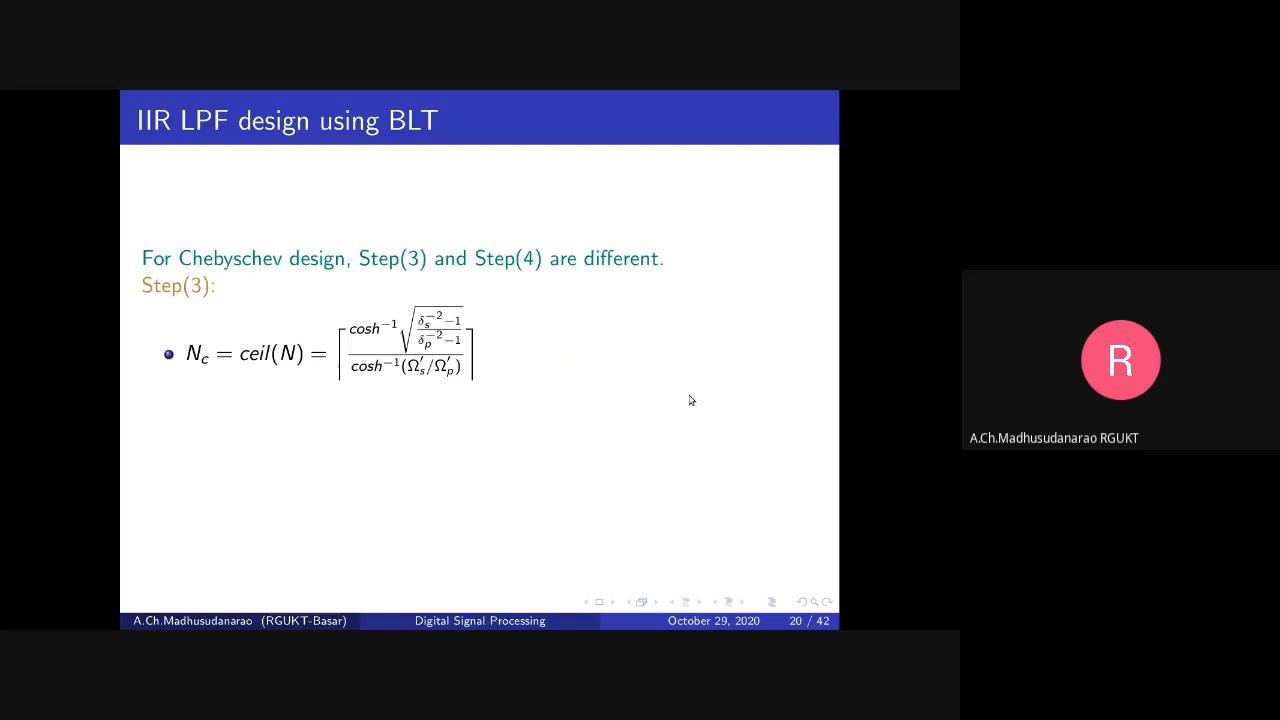 IIR LPF design using BLT
For Chebyschev design, Step(3) and Step(4) are different.
Step(3):
N_c = ceil(N) = ⌈ cosh⁻¹ √((δ_s⁻² − 1)/(δ_p⁻² − 1)) / cosh⁻¹(Ω′_s/Ω′_p) ⌉
A.Ch.Madhusudanarao (RGUKT-Basar) Digital Signal Processing October 29, 2020 20 / 42
R
A.Ch.Madhusudanarao RGUKT